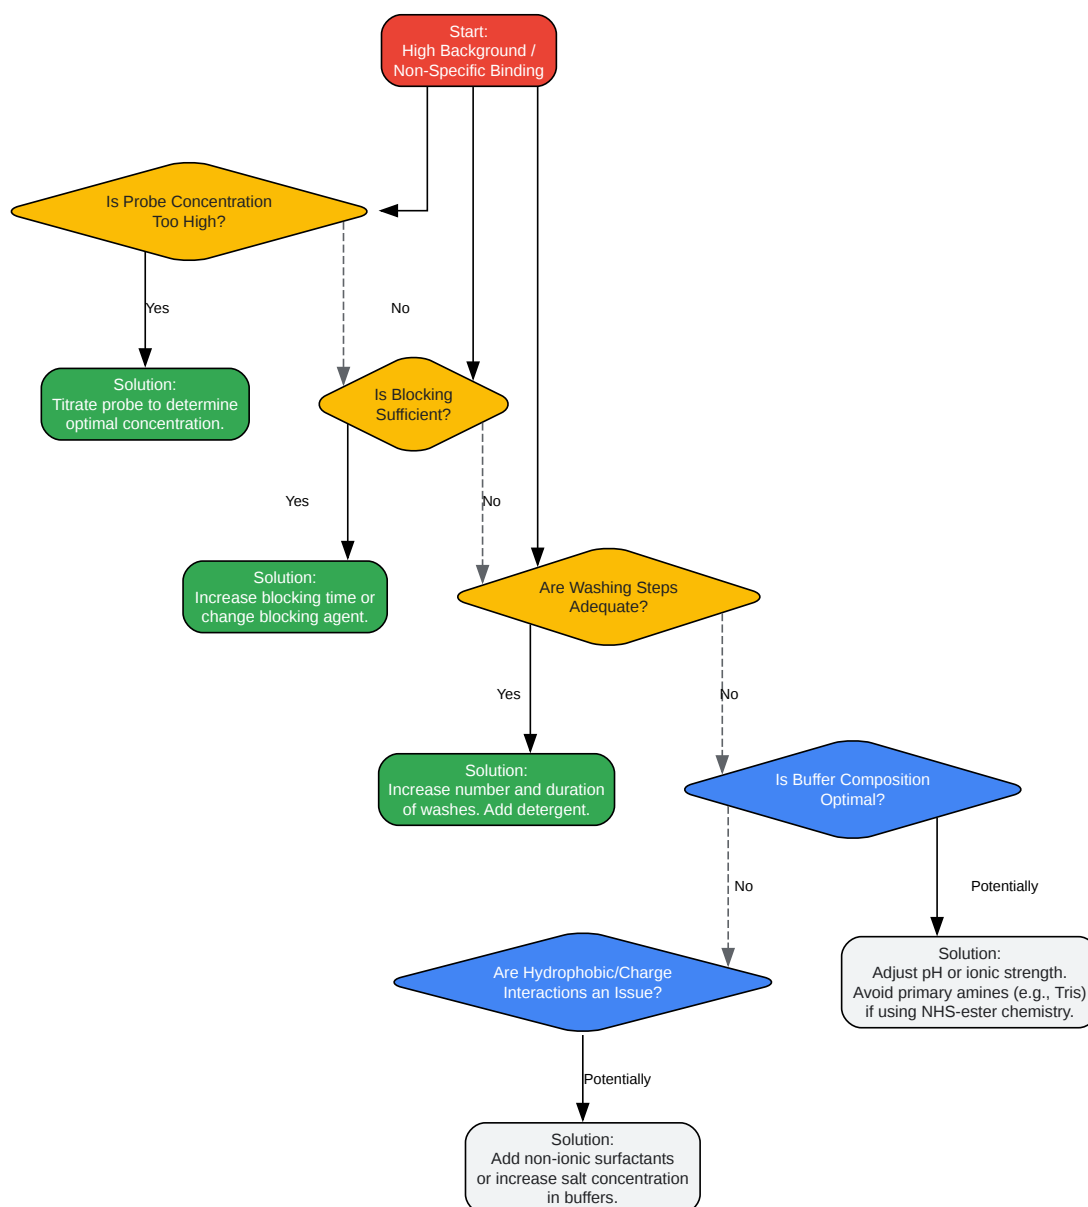 Start:
High Background /
Non-Specific Binding
Is Probe Concentration
Too High?
Yes
No
Solution:
Titrate probe to determine
optimal concentration.
Is Blocking
Sufficient?
Yes
No
Solution:
Increase blocking time or
change blocking agent.
Are Washing Steps
Adequate?
Yes
No
Solution:
Increase number and duration
of washes. Add detergent.
Is Buffer Composition
Optimal?
No
Potentially
Solution:
Adjust pH or ionic strength.
Avoid primary amines (e.g., Tris)
if using NHS-ester chemistry.
Are Hydrophobic/Charge
Interactions an Issue?
Potentially
Solution:
Add non-ionic surfactants
or increase salt concentration
in buffers.